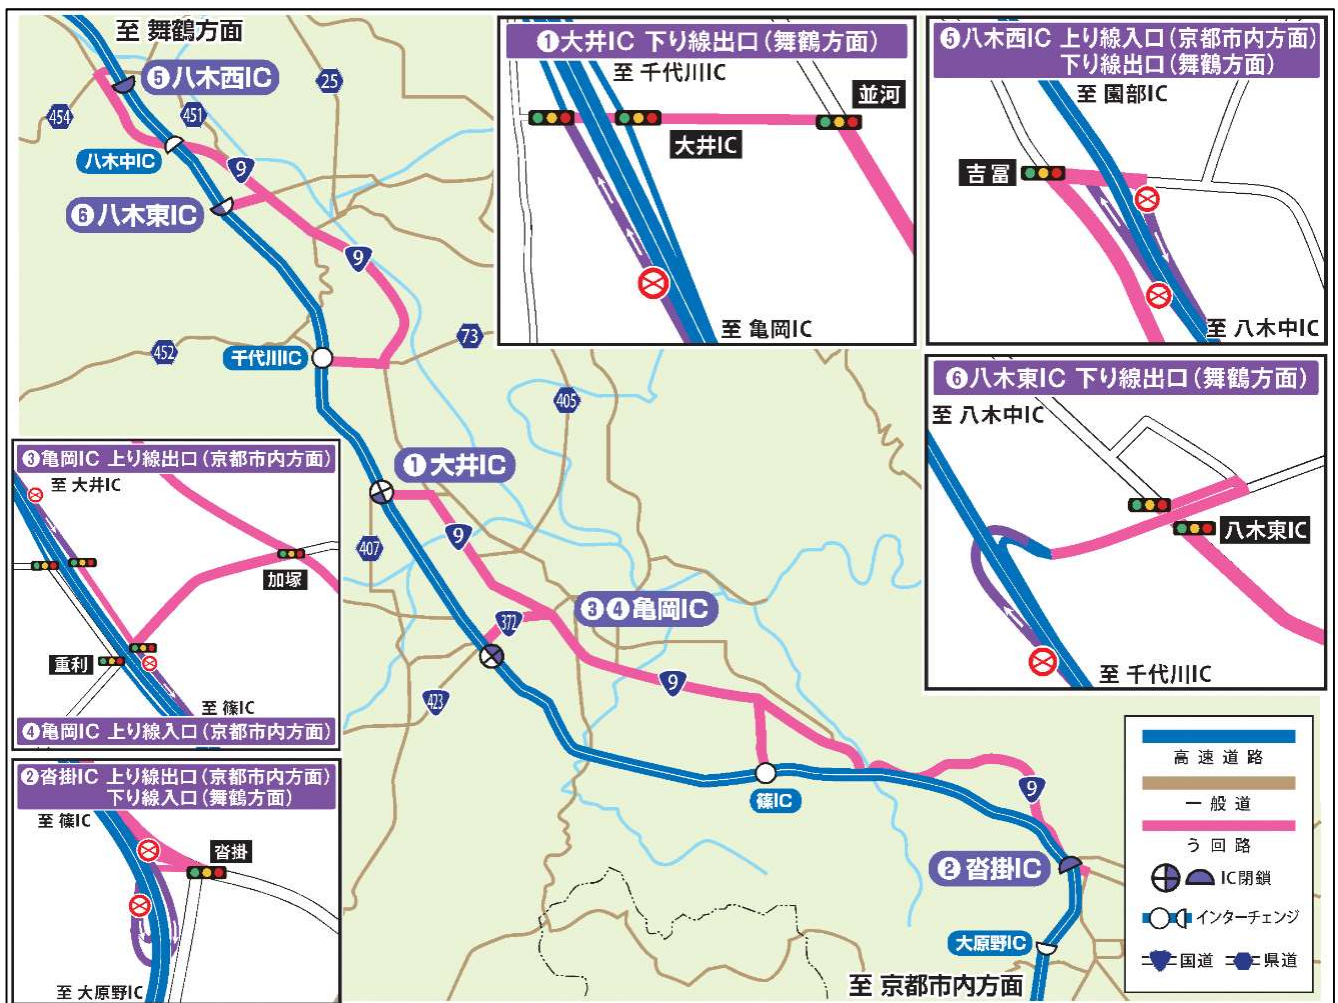 至 舞鶴方面
❺八木西IC
25
454
451
八木中IC
9
❻八木東IC
9
452
千代川IC
73
405
❶大井IC
9
407
❸❹亀岡IC
372
9
423
篠IC
9
❷沓掛IC
大原野IC
至 京都市内方面
❶大井IC 下り線出口(舞鶴方面)
至 千代川IC
並河
大井IC
至 亀岡IC
❺八木西IC 上り線入口(京都市内方面)
下り線出口(舞鶴方面)
至 園部IC
吉冨
至 八木中IC
❻八木東IC 下り線出口(舞鶴方面)
至 八木中IC
八木東IC
至 千代川IC
❸亀岡IC 上り線出口(京都市内方面)
至 大井IC
加塚
重利
至 篠IC
❹亀岡IC 上り線入口(京都市内方面)
❷沓掛IC 上り線出口(京都市内方面)
下り線入口(舞鶴方面)
至 篠IC
沓掛
至 大原野IC
高速道路
一般道
う回路
IC閉鎖
インターチェンジ
国道 県道